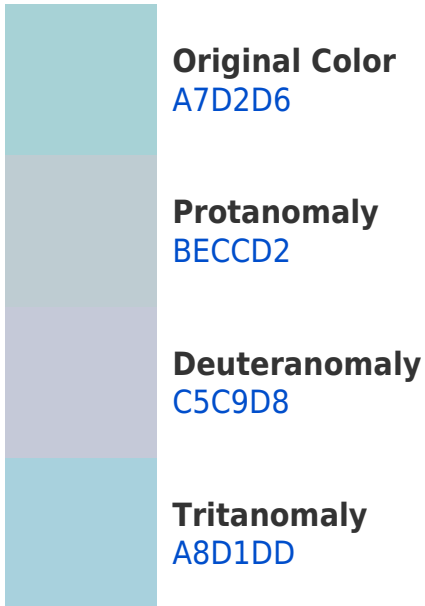 Original Color
A7D2D6
Protanomaly
BECCD2
Deuteranomaly
C5C9D8
Tritanomaly
A8D1DD